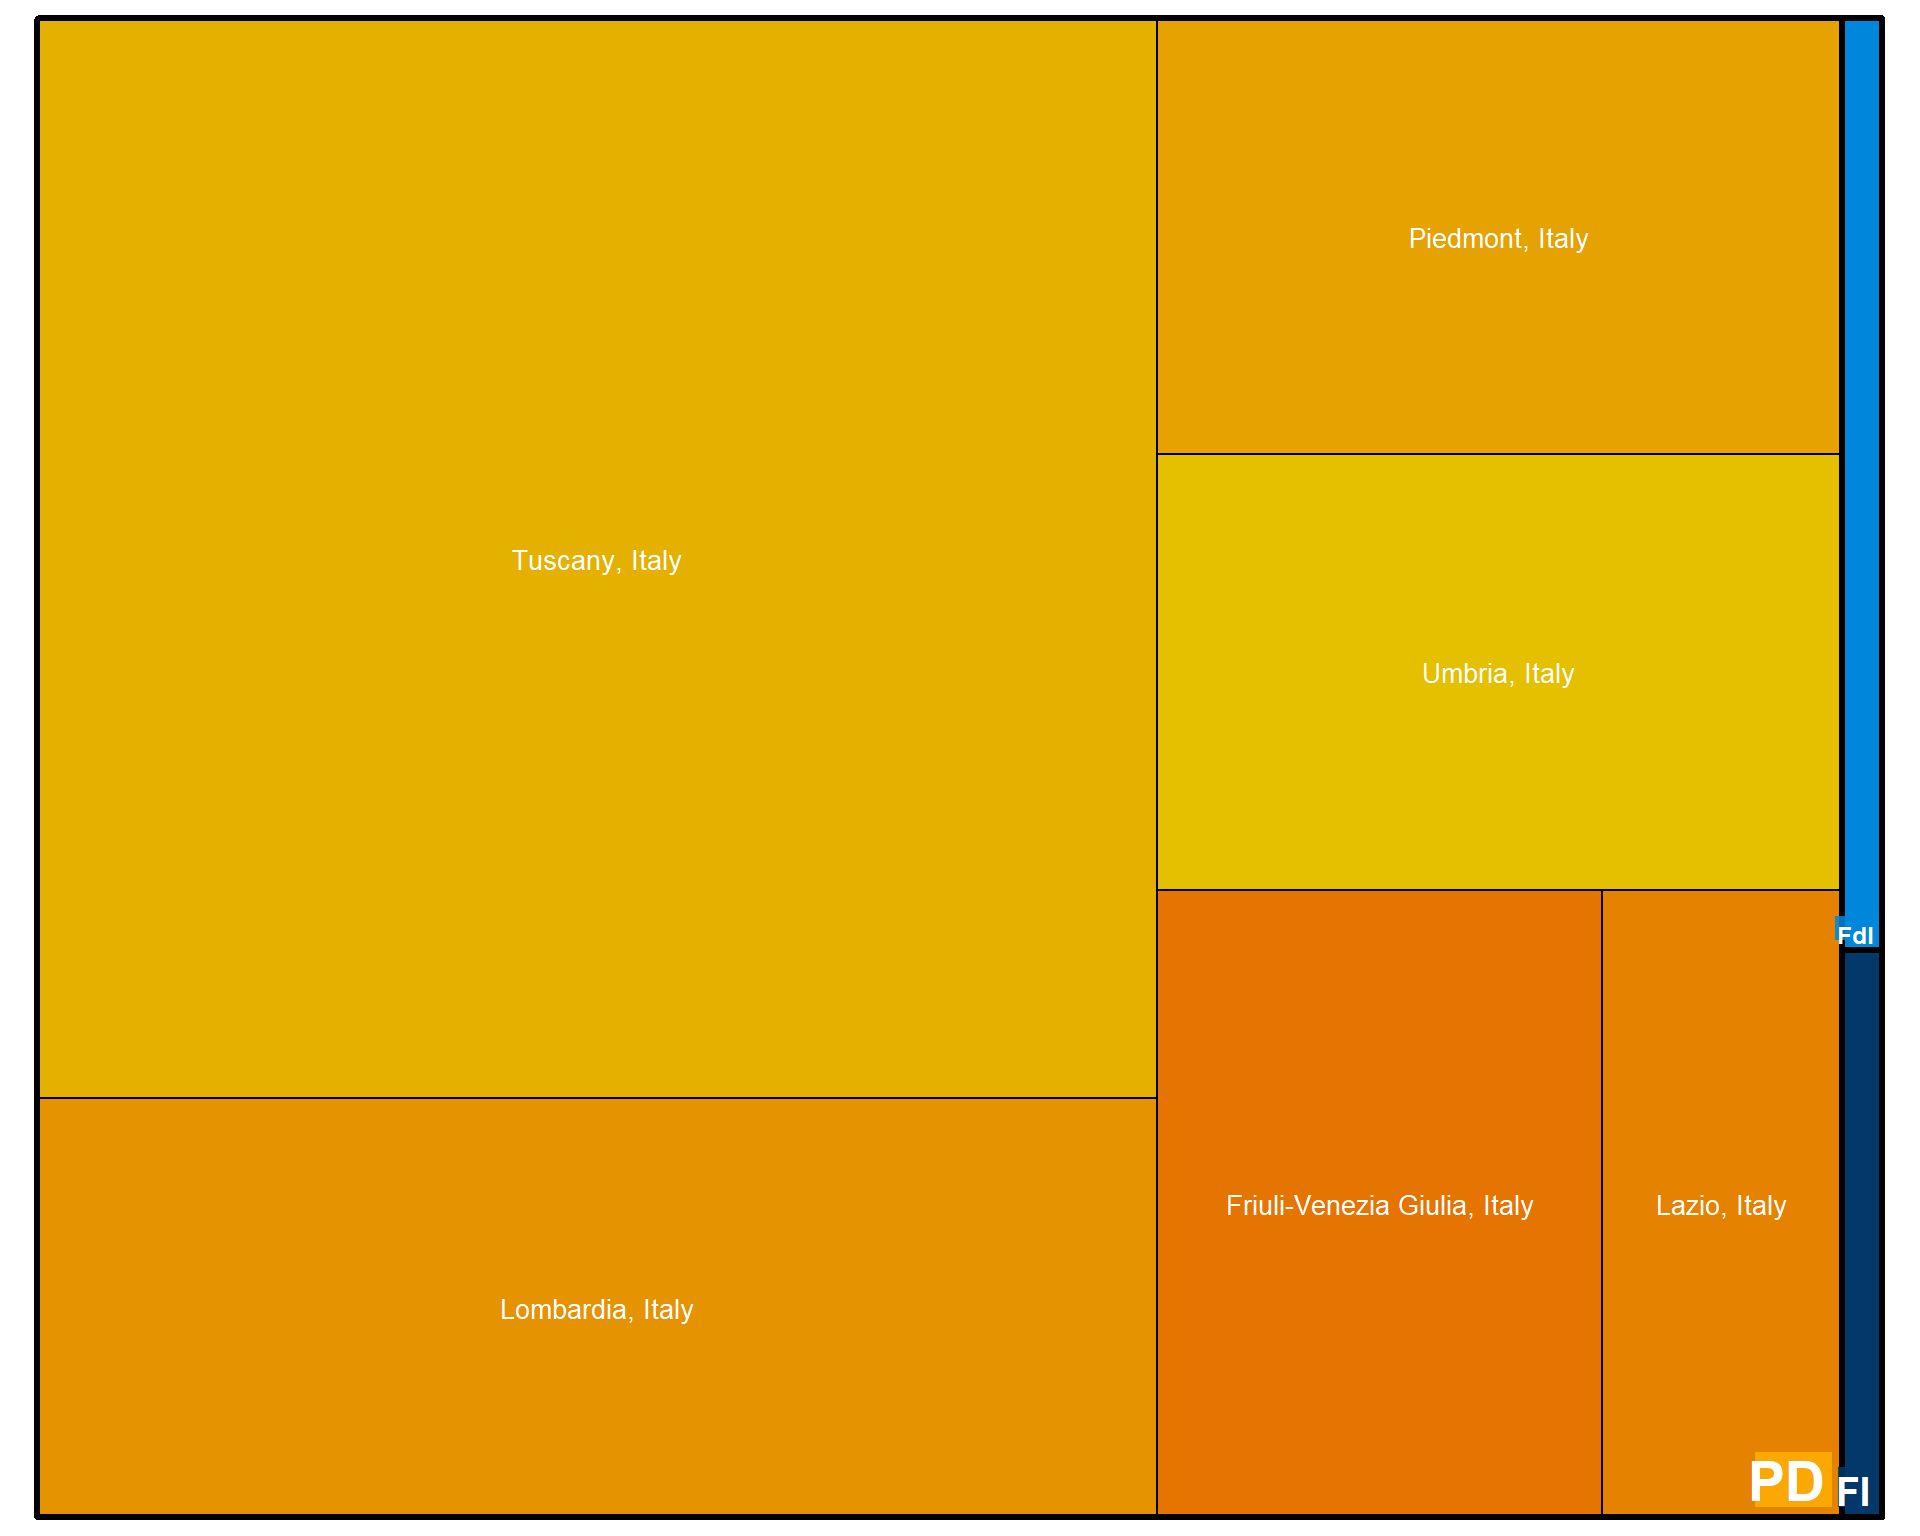 Tuscany, Italy
Lombardia, Italy
Piedmont, Italy
Umbria, Italy
Friuli-Venezia Giulia, Italy
Lazio, Italy
PD
FdI
FI